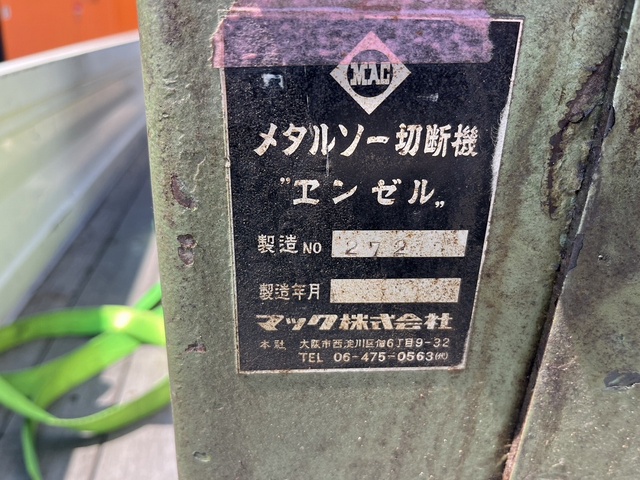 MAC
メタルソー切断機
"エンゼル„
製造NO 272
製造年月
マック株式会社
本社 大阪市西淀川区佃6丁目9-32
TEL 06-475-0563㈹